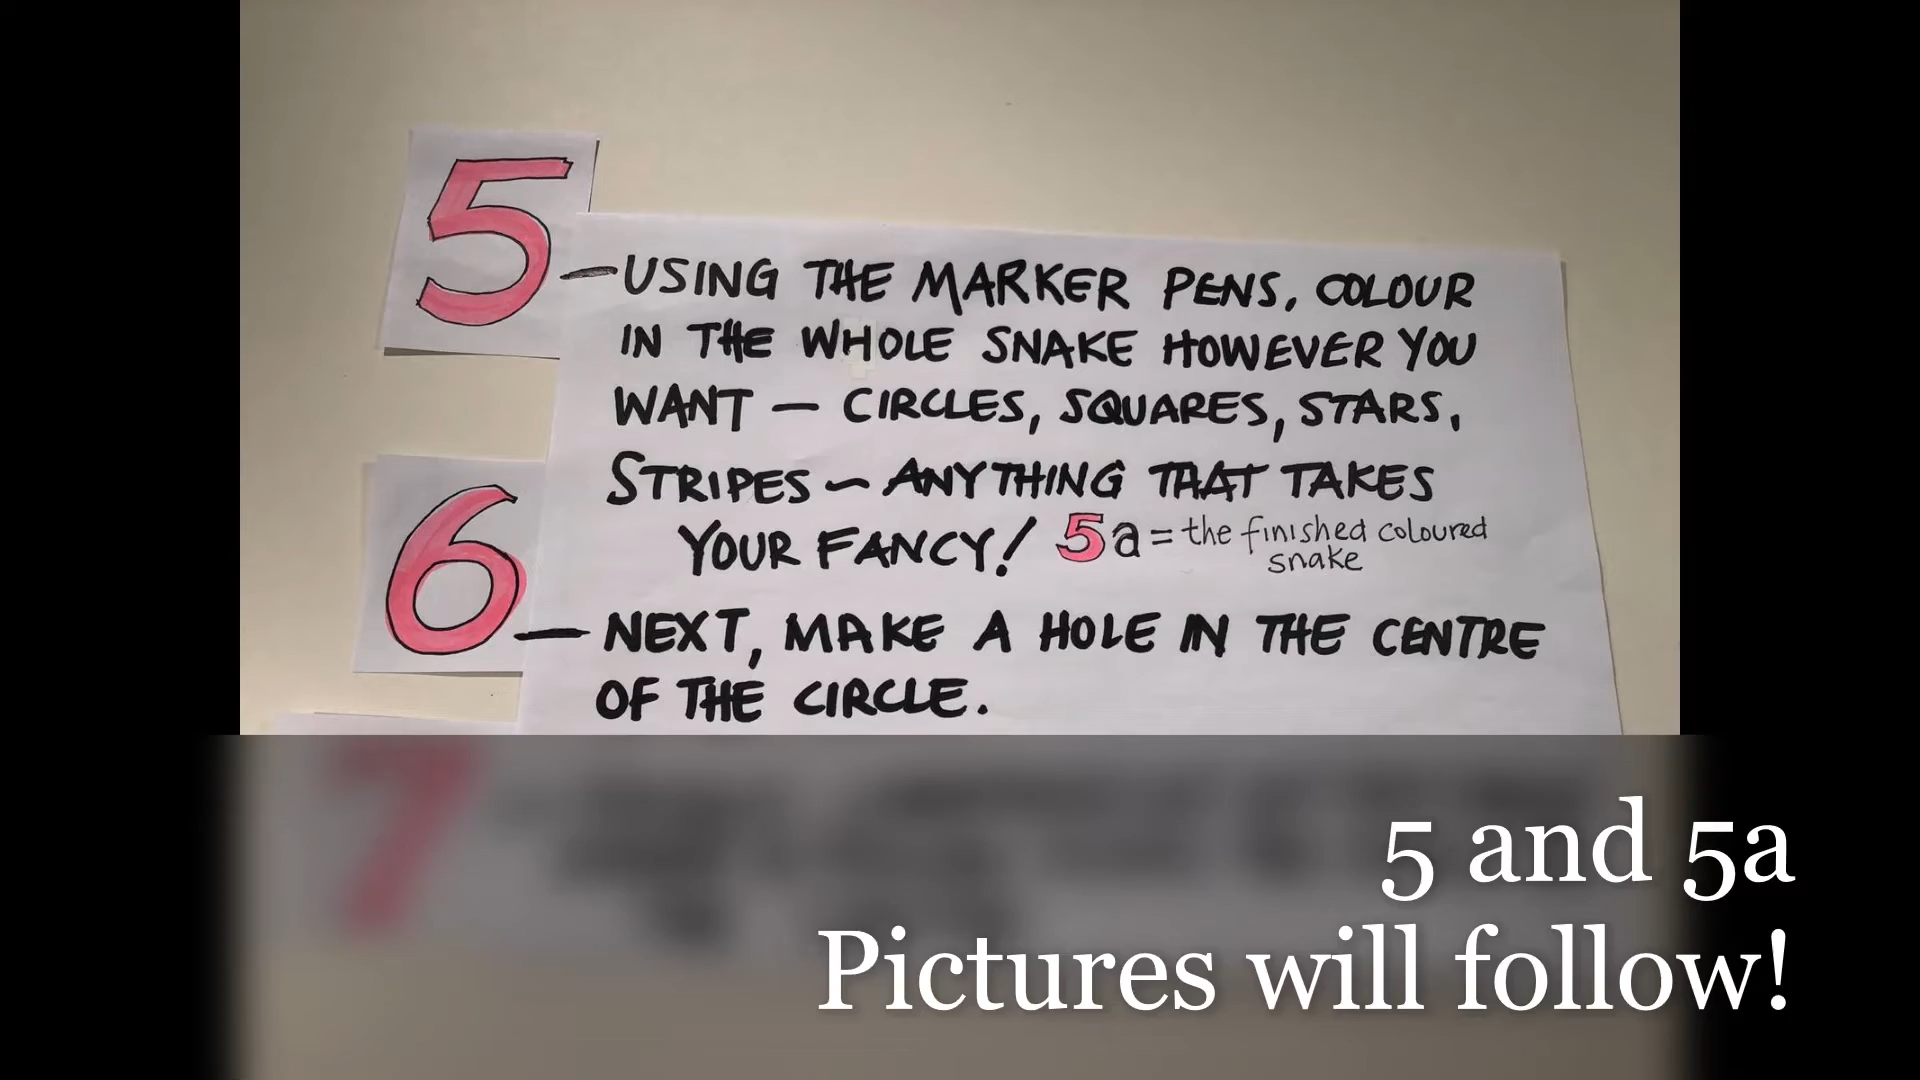 5 — USING THE MARKER PENS, COLOUR
IN THE WHOLE SNAKE HOWEVER YOU
WANT — CIRCLES, SQUARES, STARS,
STRIPES — ANYTHING THAT TAKES
YOUR FANCY! 5a = the finished coloured
snake
6 — NEXT, MAKE A HOLE IN THE CENTRE
OF THE CIRCLE.
7
5 and 5a
Pictures will follow!